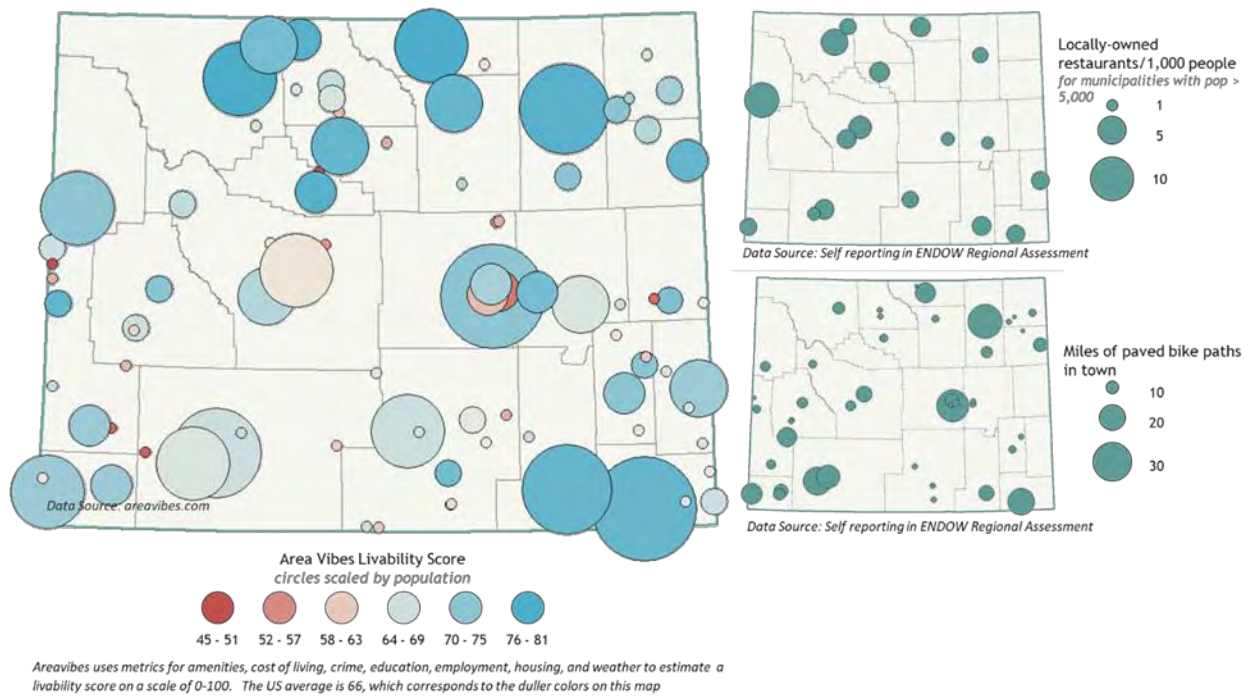 Locally-owned
restaurants/1,000 people
for municipalities with pop >
5,000
1
5
10
Data Source: Self reporting in ENDOW Regional Assessment
Miles of paved bike paths
in town
10
20
30
Data Source: Self reporting in ENDOW Regional Assessment
Data Source: areavibes.com
Area Vibes Livability Score
circles scaled by population
45 - 51 52 - 57 58 - 63 64 - 69 70 - 75 76 - 81
Areavibes uses metrics for amenities, cost of living, crime, education, employment, housing, and weather to estimate a
livability score on a scale of 0-100. The US average is 66, which corresponds to the duller colors on this map